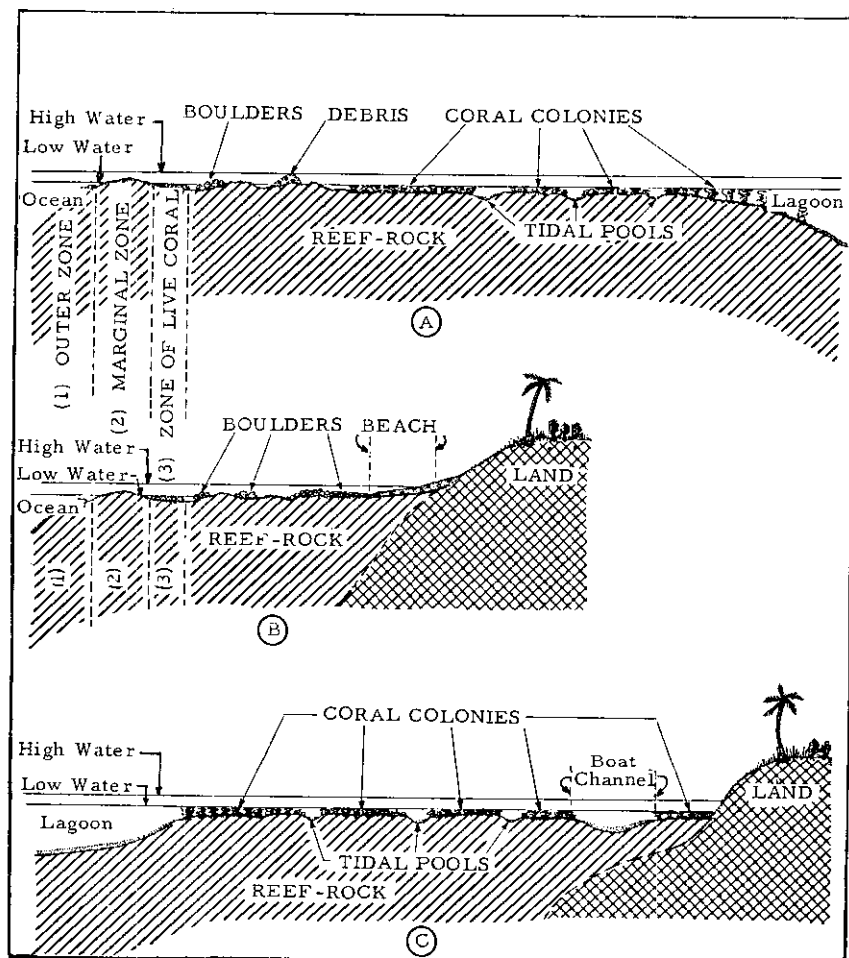 BOULDERS DEBRIS CORAL COLONIES
High Water
Low Water
Ocean
Lagoon
TIDAL POOLS
REEF-ROCK
(1) OUTER ZONE
(2) MARGINAL ZONE
(3) ZONE OF LIVE CORAL
A
BOULDERS BEACH
High Water
Low Water
Ocean
LAND
REEF-ROCK
(1) (2) (3)
B
CORAL COLONIES
High Water
Boat
Channel
Low Water
LAND
Lagoon
TIDAL POOLS
REEF-ROCK
C